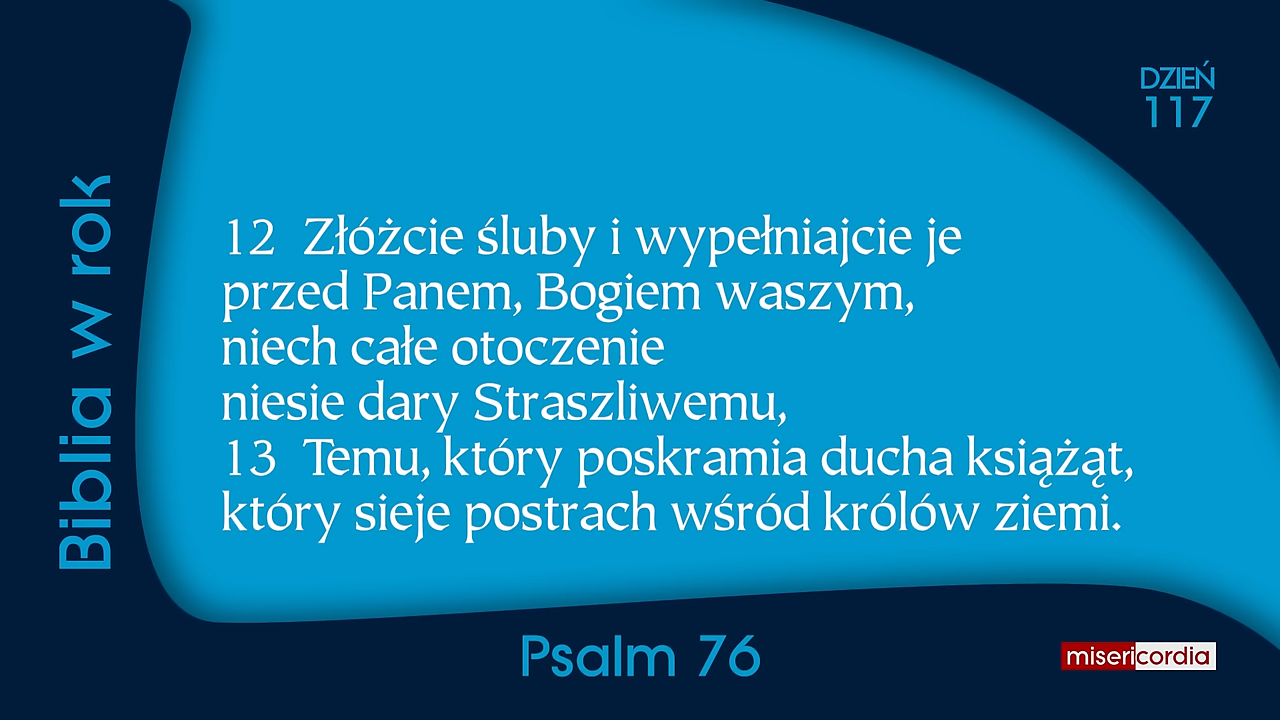 DZIEŃ
117
Biblia w rok
12 Złóżcie śluby i wypełniajcie je
przed Panem, Bogiem waszym,
niech całe otoczenie
niesie dary Straszliwemu,
13 Temu, który poskramia ducha książąt,
który sieje postrach wśród królów ziemi.
Psalm 76
misericordia